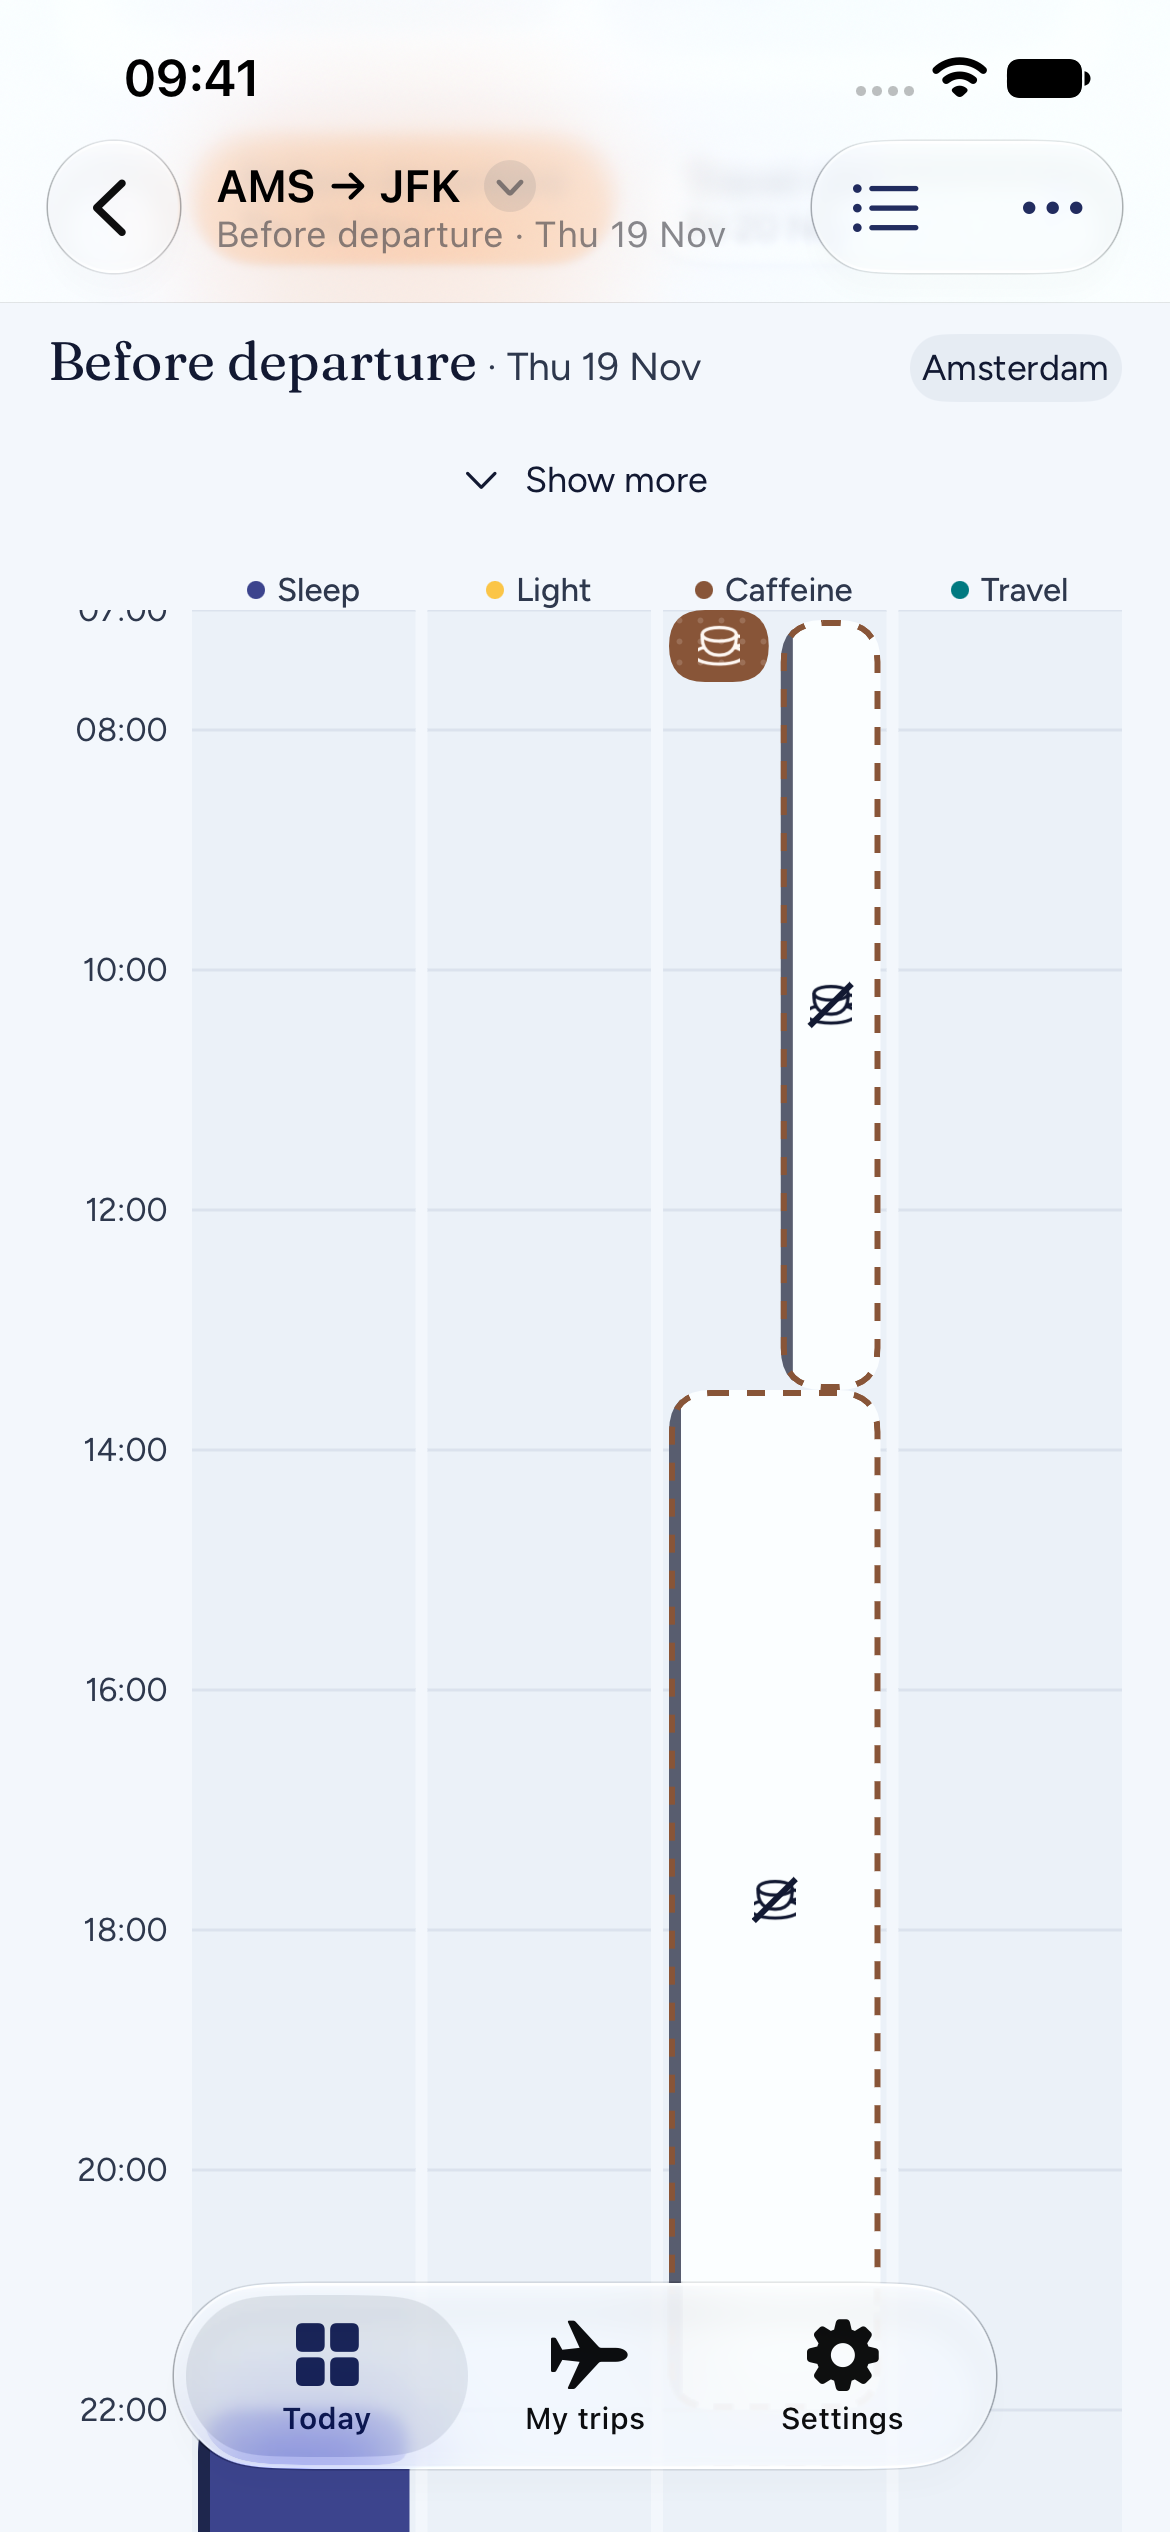 09:41
AMS → JFK
Before departure · Thu 19 Nov
Before departure · Thu 19 Nov
Amsterdam
Show more
Sleep
Light
Caffeine
Travel
07:00
08:00
10:00
12:00
14:00
16:00
18:00
20:00
22:00
Today
My trips
Settings